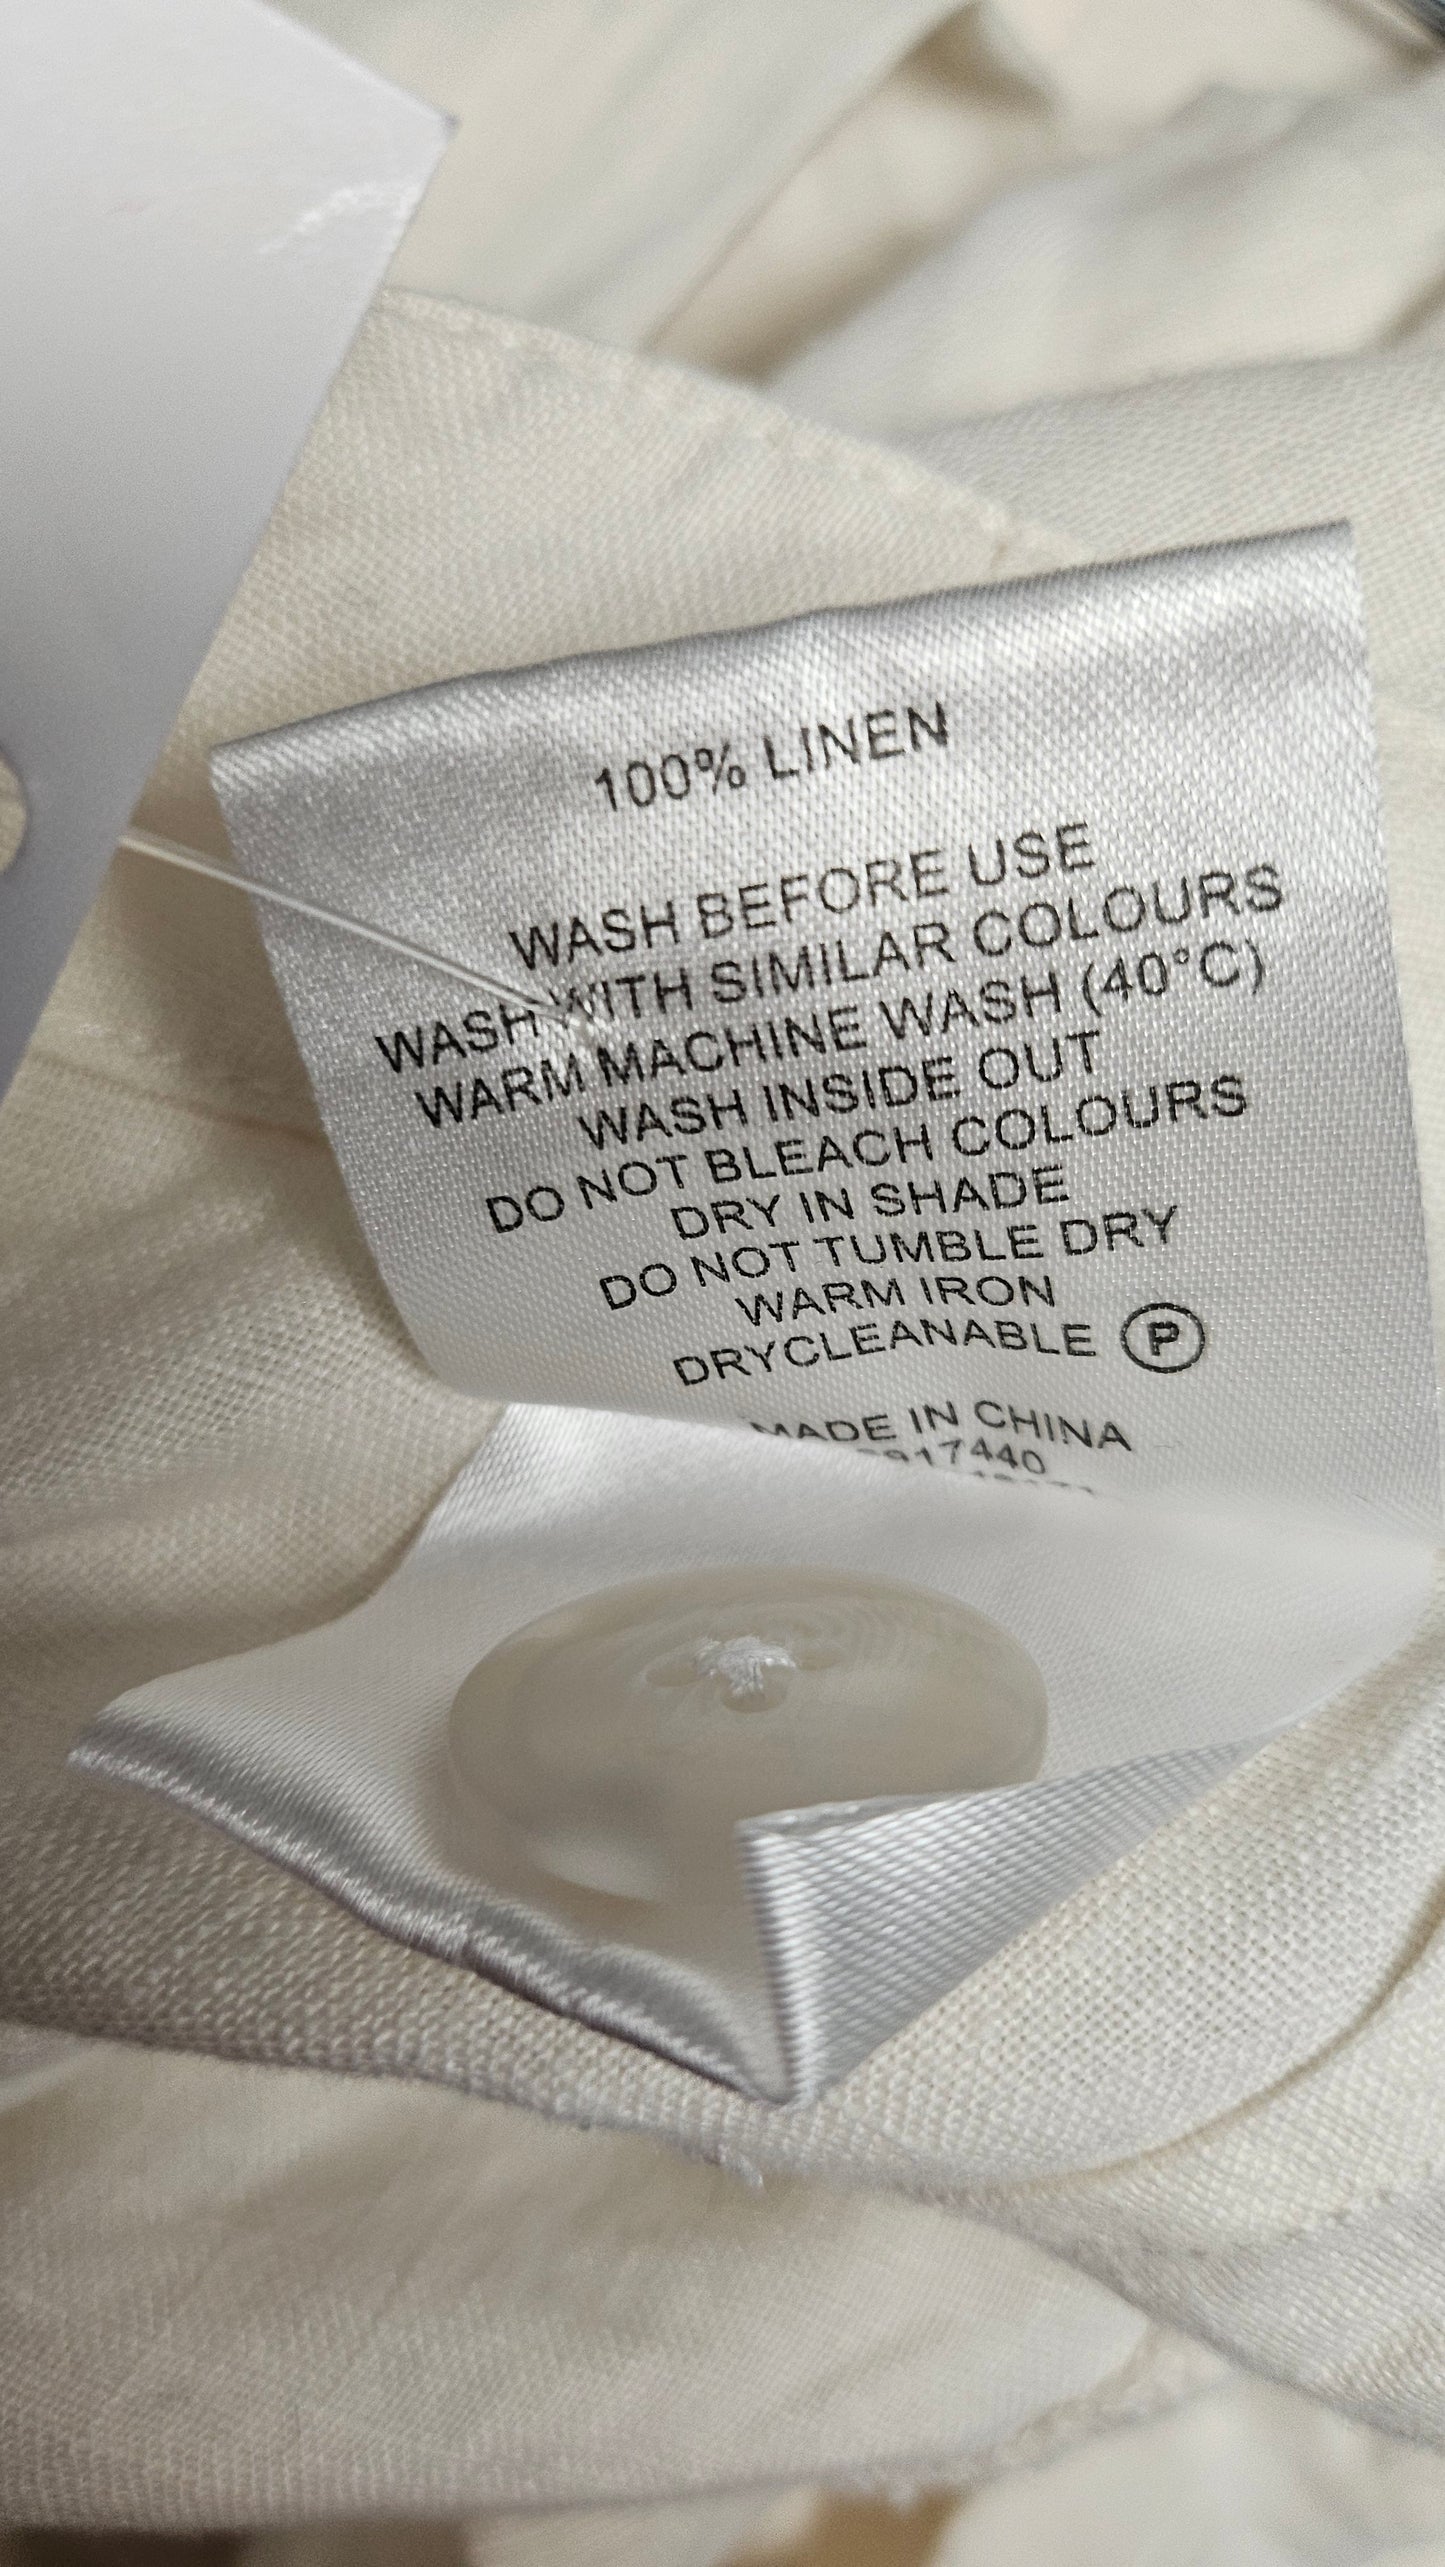 100% LINEN
WASH BEFORE USE
WASH WITH SIMILAR COLOURS
WARM MACHINE WASH (40°C)
WASH INSIDE OUT
DO NOT BLEACH COLOURS
DRY IN SHADE
DO NOT TUMBLE DRY
WARM IRON
DRYCLEANABLE Ⓟ
MADE IN CHINA